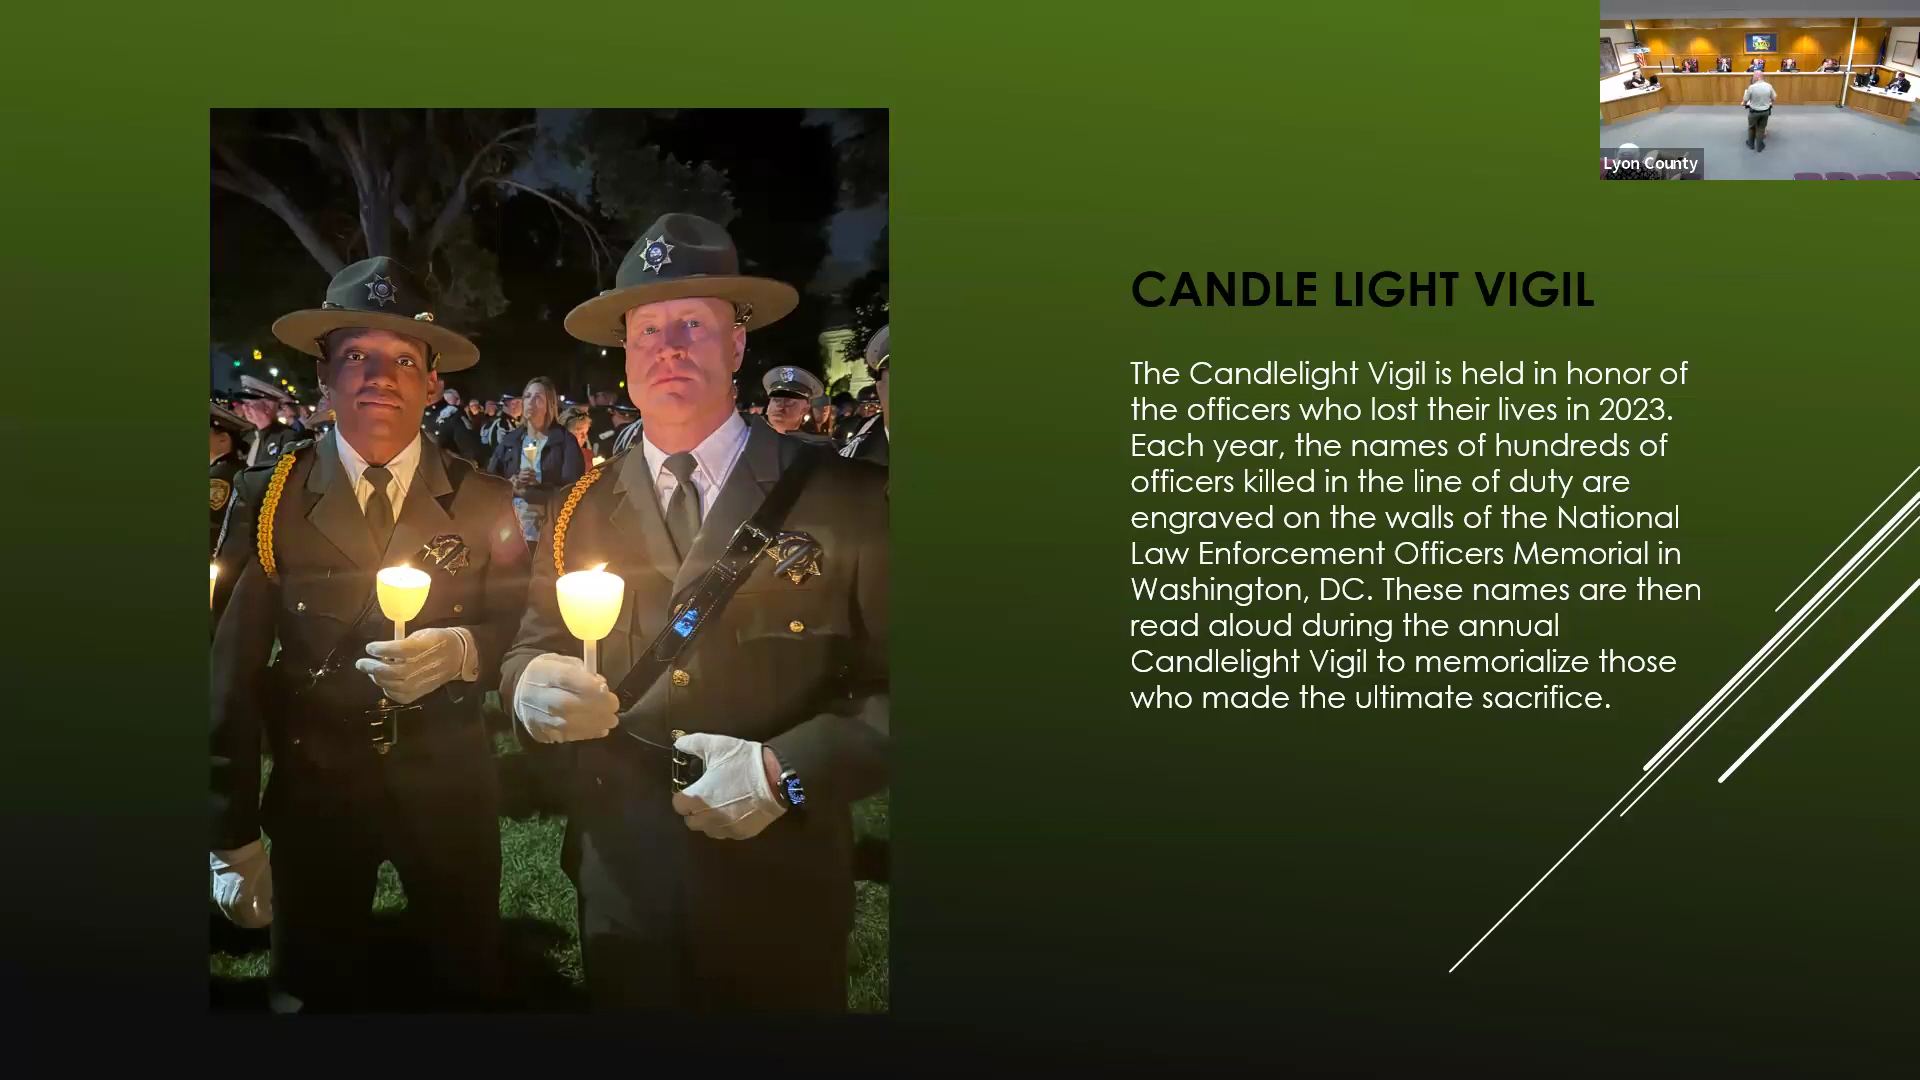 Lyon County
CANDLE LIGHT VIGIL
The Candlelight Vigil is held in honor of
the officers who lost their lives in 2023.
Each year, the names of hundreds of
officers killed in the line of duty are
engraved on the walls of the National
Law Enforcement Officers Memorial in
Washington, DC. These names are then
read aloud during the annual
Candlelight Vigil to memorialize those
who made the ultimate sacrifice.